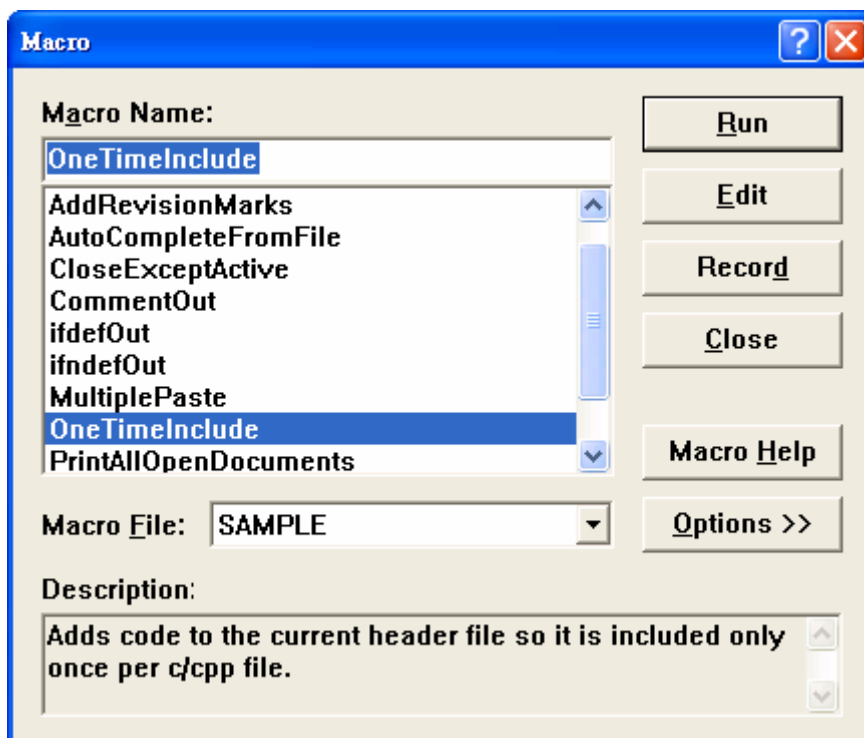 Macro
Macro Name:
OneTimeInclude
AddRevisionMarks
AutoCompleteFromFile
CloseExceptActive
CommentOut
ifdefOut
ifndefOut
MultiplePaste
OneTimeInclude
PrintAllOpenDocuments
Macro File:
SAMPLE
Description:
Adds code to the current header file so it is included only
once per c/cpp file.
Run
Edit
Record
Close
Macro Help
Options >>